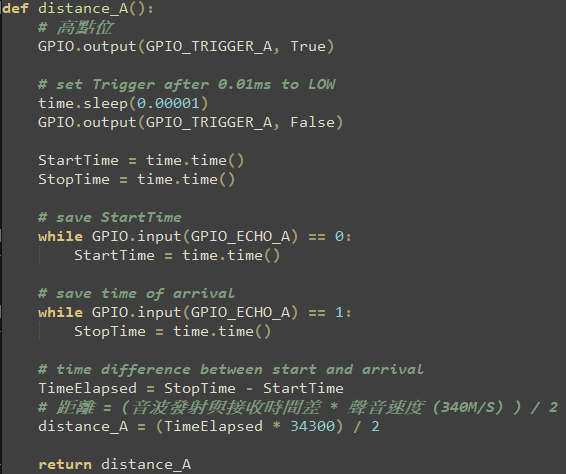 def distance_A():
# 高點位
GPIO.output(GPIO_TRIGGER_A, True)
# set Trigger after 0.01ms to LOW
time.sleep(0.00001)
GPIO.output(GPIO_TRIGGER_A, False)
StartTime = time.time()
StopTime = time.time()
# save StartTime
while GPIO.input(GPIO_ECHO_A) == 0:
StartTime = time.time()
# save time of arrival
while GPIO.input(GPIO_ECHO_A) == 1:
StopTime = time.time()
# time difference between start and arrival
TimeElapsed = StopTime - StartTime
# 距離 = (音波發射與接收時間差 * 聲音速度 (340M/S) ) / 2
distance_A = (TimeElapsed * 34300) / 2
return distance_A